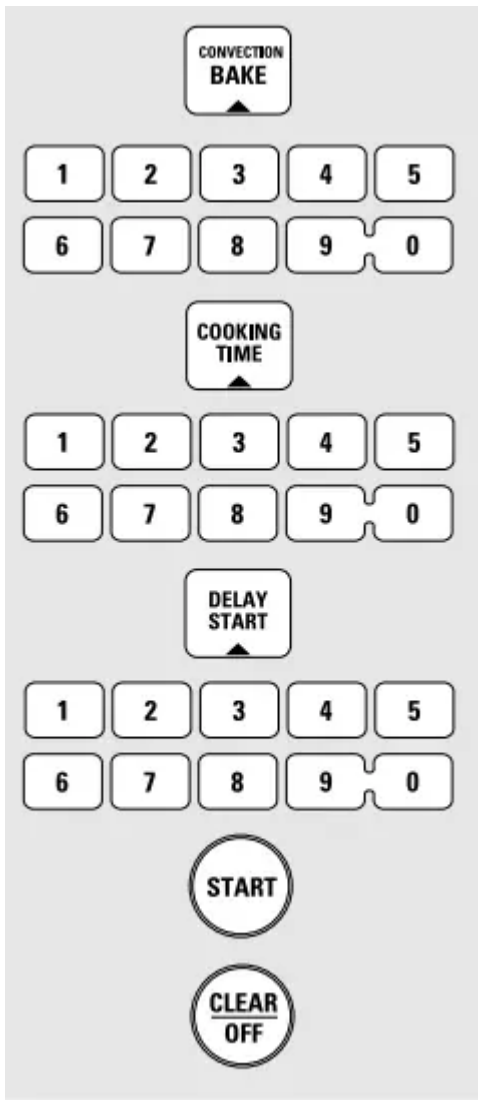 CONVECTION
BAKE
1 2 3 4 5
6 7 8 9 0
COOKING
TIME
1 2 3 4 5
6 7 8 9 0
DELAY
START
1 2 3 4 5
6 7 8 9 0
START
CLEAR
OFF